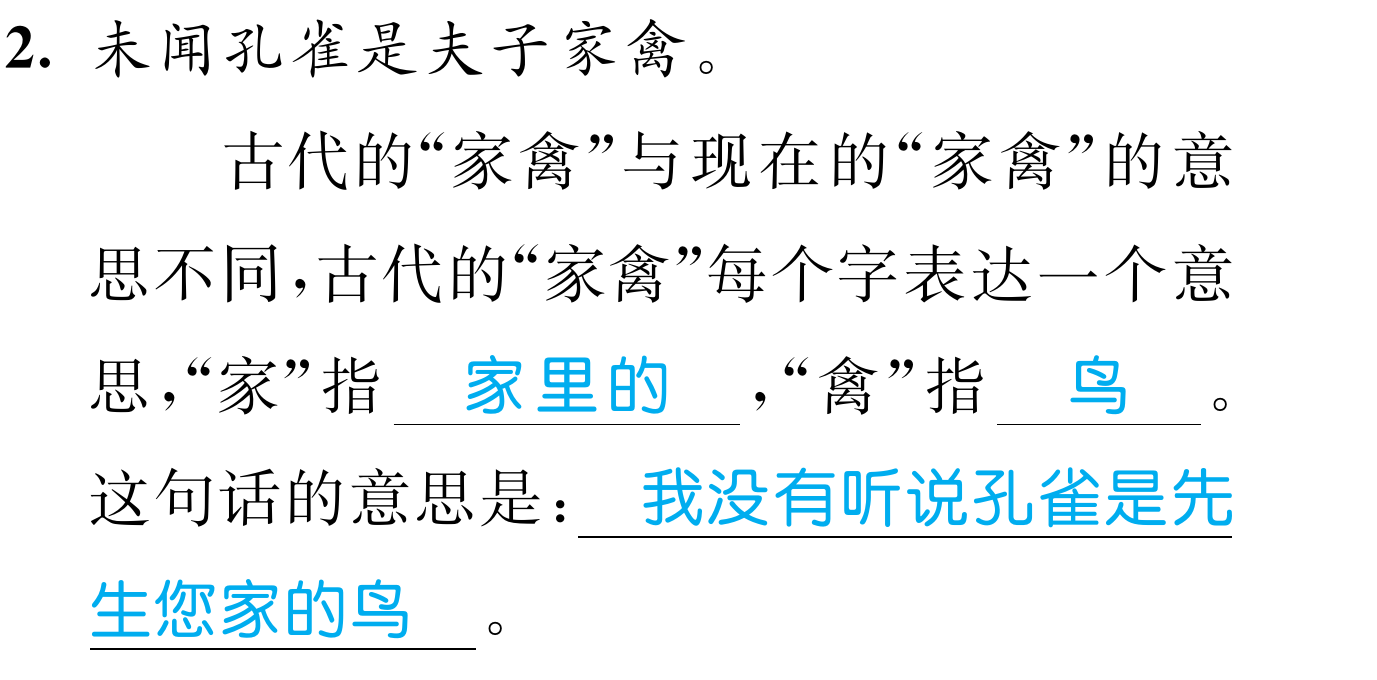 2. 未闻孔雀是夫子家禽。
古代的“家禽”与现在的“家禽”的意
思不同,古代的“家禽”每个字表达一个意
思,“家”指 家里的 ,“禽”指 鸟 。
这句话的意思是: 我没有听说孔雀是先
生您家的鸟 。